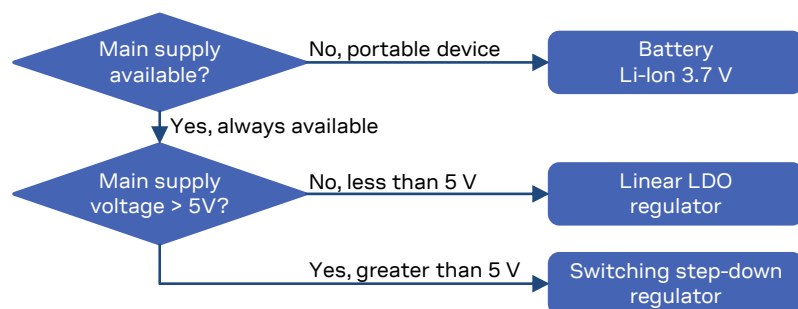 Main supply
available?
No, portable device
Battery
Li-Ion 3.7 V
Yes, always available
Main supply
voltage > 5V?
No, less than 5 V
Linear LDO
regulator
Yes, greater than 5 V
Switching step-down
regulator